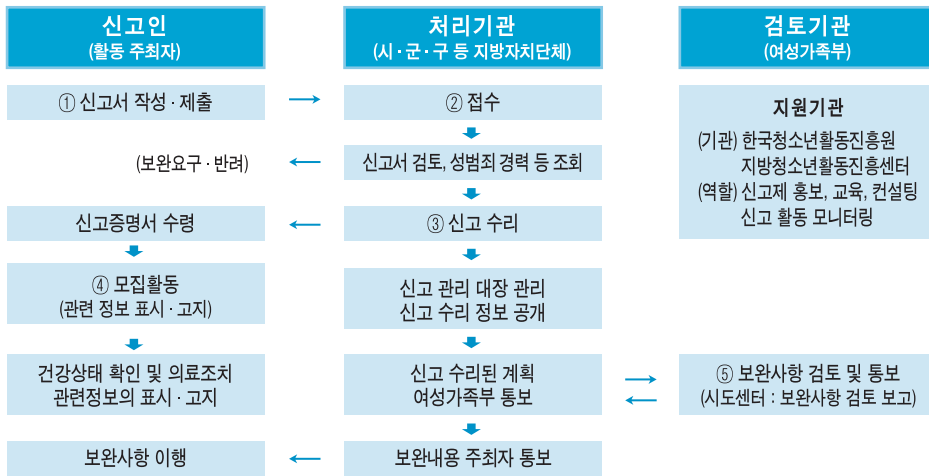 신고인
(활동 주최자)
처리기관
(시·군·구 등 지방자치단체)
검토기관
(여성가족부)
① 신고서 작성·제출
② 접수
지원기관
(기관) 한국청소년활동진흥원
지방청소년활동진흥센터
(역할) 신고제 홍보, 교육, 컨설팅
신고 활동 모니터링
(보완요구·반려)
신고서 검토, 성범죄 경력 등 조회
신고증명서 수령
③ 신고 수리
④ 모집활동
(관련 정보 표시·고지)
신고 관리 대장 관리
신고 수리 정보 공개
건강상태 확인 및 의료조치
관련정보의 표시·고지
신고 수리된 계획
여성가족부 통보
⑤ 보완사항 검토 및 통보
(시도센터 : 보완사항 검토 보고)
보완사항 이행
보완내용 주최자 통보